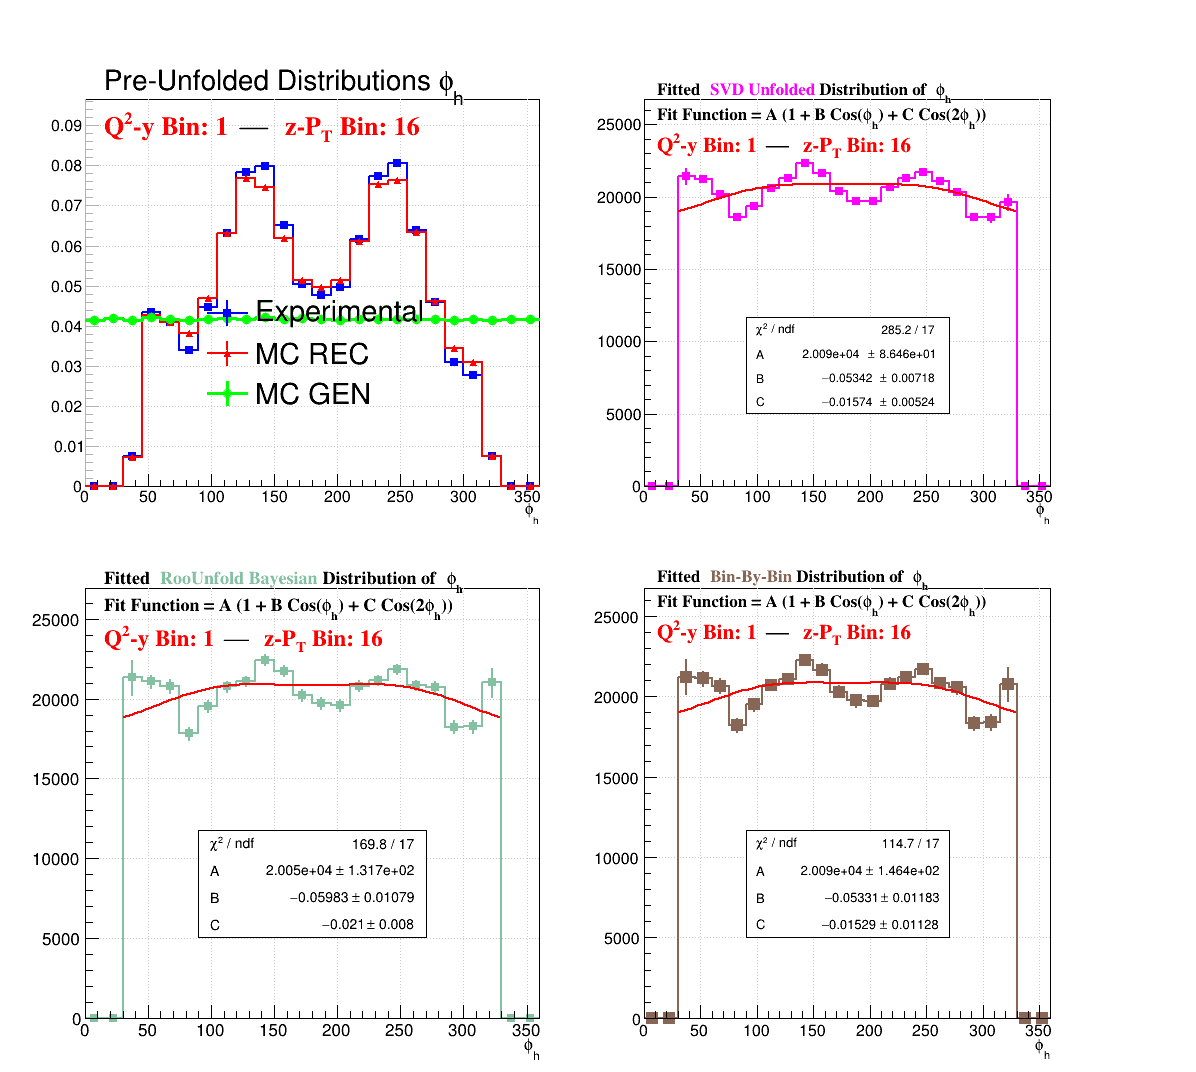 Pre-Unfolded Distributions ϕh
Q²-y Bin: 1 — z-PT Bin: 16
0.09
0.08
0.07
0.06
0.05
0.04
0.03
0.02
0.01
0
Experimental
MC REC
MC GEN
0 50 100 150 200 250 300 350
ϕh
Fitted SVD Unfolded Distribution of ϕh
Fit Function = A (1 + B Cos(ϕh) + C Cos(2ϕh))
Q²-y Bin: 1 — z-PT Bin: 16
25000
20000
15000
10000
5000
0
χ² / ndf 285.2 / 17
A 2.009e+04 ± 8.646e+01
B −0.05342 ± 0.00718
C −0.01574 ± 0.00524
0 50 100 150 200 250 300 350
ϕh
Fitted RooUnfold Bayesian Distribution of ϕh
Fit Function = A (1 + B Cos(ϕh) + C Cos(2ϕh))
Q²-y Bin: 1 — z-PT Bin: 16
25000
20000
15000
10000
5000
0
χ² / ndf 169.8 / 17
A 2.005e+04 ± 1.317e+02
B −0.05983 ± 0.01079
C −0.021 ± 0.008
0 50 100 150 200 250 300 350
ϕh
Fitted Bin-By-Bin Distribution of ϕh
Fit Function = A (1 + B Cos(ϕh) + C Cos(2ϕh))
Q²-y Bin: 1 — z-PT Bin: 16
25000
20000
15000
10000
5000
0
χ² / ndf 114.7 / 17
A 2.009e+04 ± 1.464e+02
B −0.05331 ± 0.01183
C −0.01529 ± 0.01128
0 50 100 150 200 250 300 350
ϕh